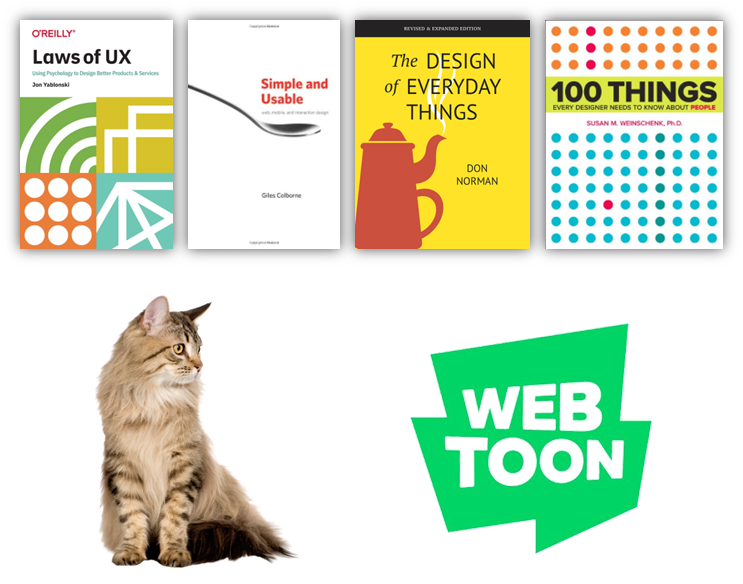 O'REILLY®
Laws of UX
Using Psychology to Design Better Products & Services
Jon Yablonski
Simple and
Usable
web, mobile, and interaction design
Giles Colborne
REVISED & EXPANDED EDITION
The DESIGN
of EVERYDAY
THINGS
DON
NORMAN
100 THINGS
EVERY DESIGNER NEEDS TO KNOW ABOUT PEOPLE
SUSAN M. WEINSCHENK, Ph.D.
WEB
TOON